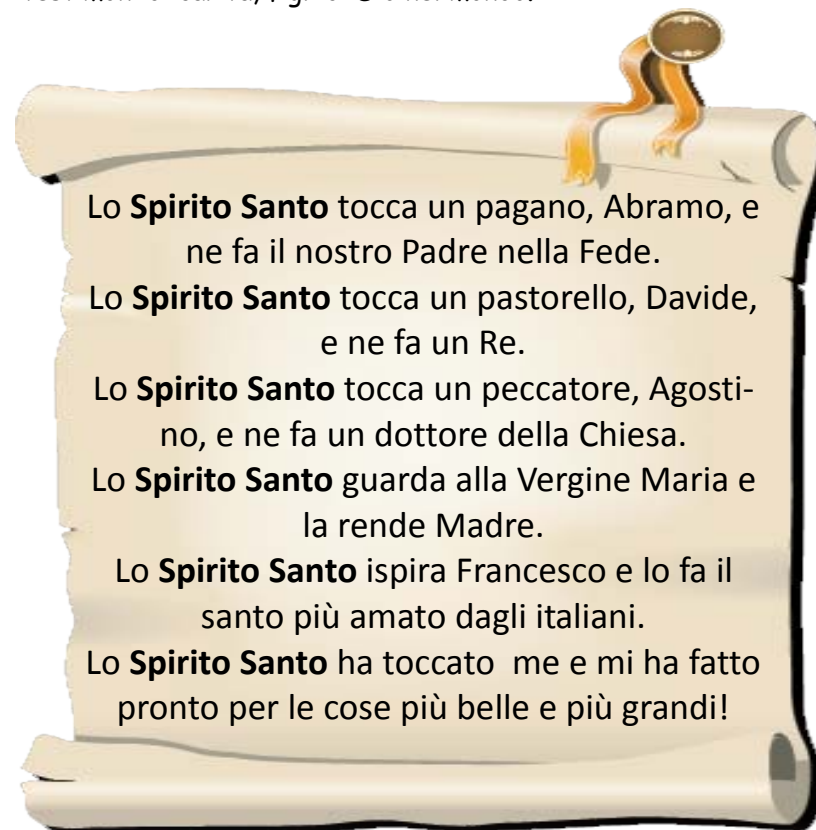 Lo Spirito Santo tocca un pagano, Abramo, e
ne fa il nostro Padre nella Fede.
Lo Spirito Santo tocca un pastorello, Davide,
e ne fa un Re.
Lo Spirito Santo tocca un peccatore, Agosti-
no, e ne fa un dottore della Chiesa.
Lo Spirito Santo guarda alla Vergine Maria e
la rende Madre.
Lo Spirito Santo ispira Francesco e lo fa il
santo più amato dagli italiani.
Lo Spirito Santo ha toccato  me e mi ha fatto
pronto per le cose più belle e più grandi!